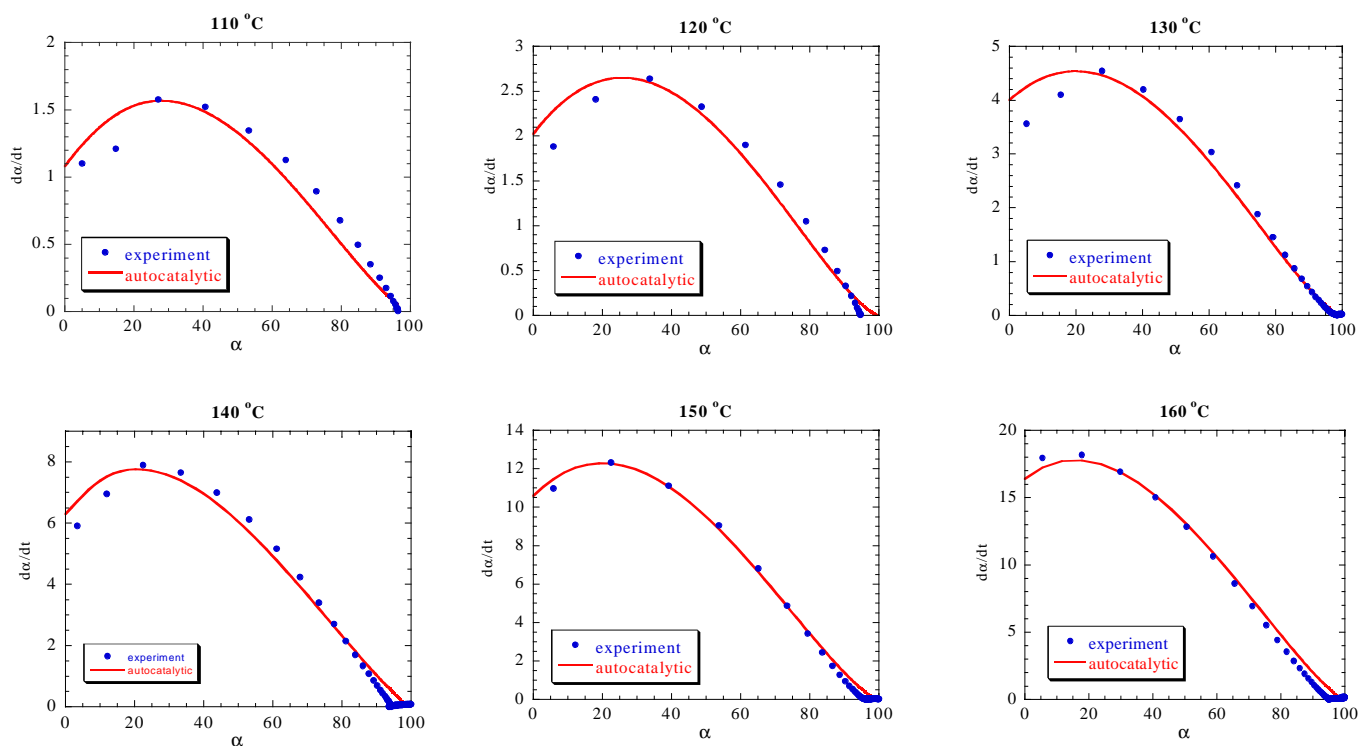 110 °C
2
1.5
1
0.5
0
dα/dt
experiment
autocatalytic
0 20 40 60 80 100
α
120 °C
3
2.5
2
1.5
1
0.5
0
dα/dt
experiment
autocatalytic
0 20 40 60 80 100
α
130 °C
5
4
3
2
1
0
dα/dt
experiment
autocatalytic
0 20 40 60 80 100
α
140 °C
8
6
4
2
0
dα/dt
experiment
autocatalytic
0 20 40 60 80 100
α
150 °C
14
12
10
8
6
4
2
0
dα/dt
experiment
autocatalytic
0 20 40 60 80 100
α
160 °C
20
15
10
5
0
dα/dt
experiment
autocatalytic
0 20 40 60 80 100
α